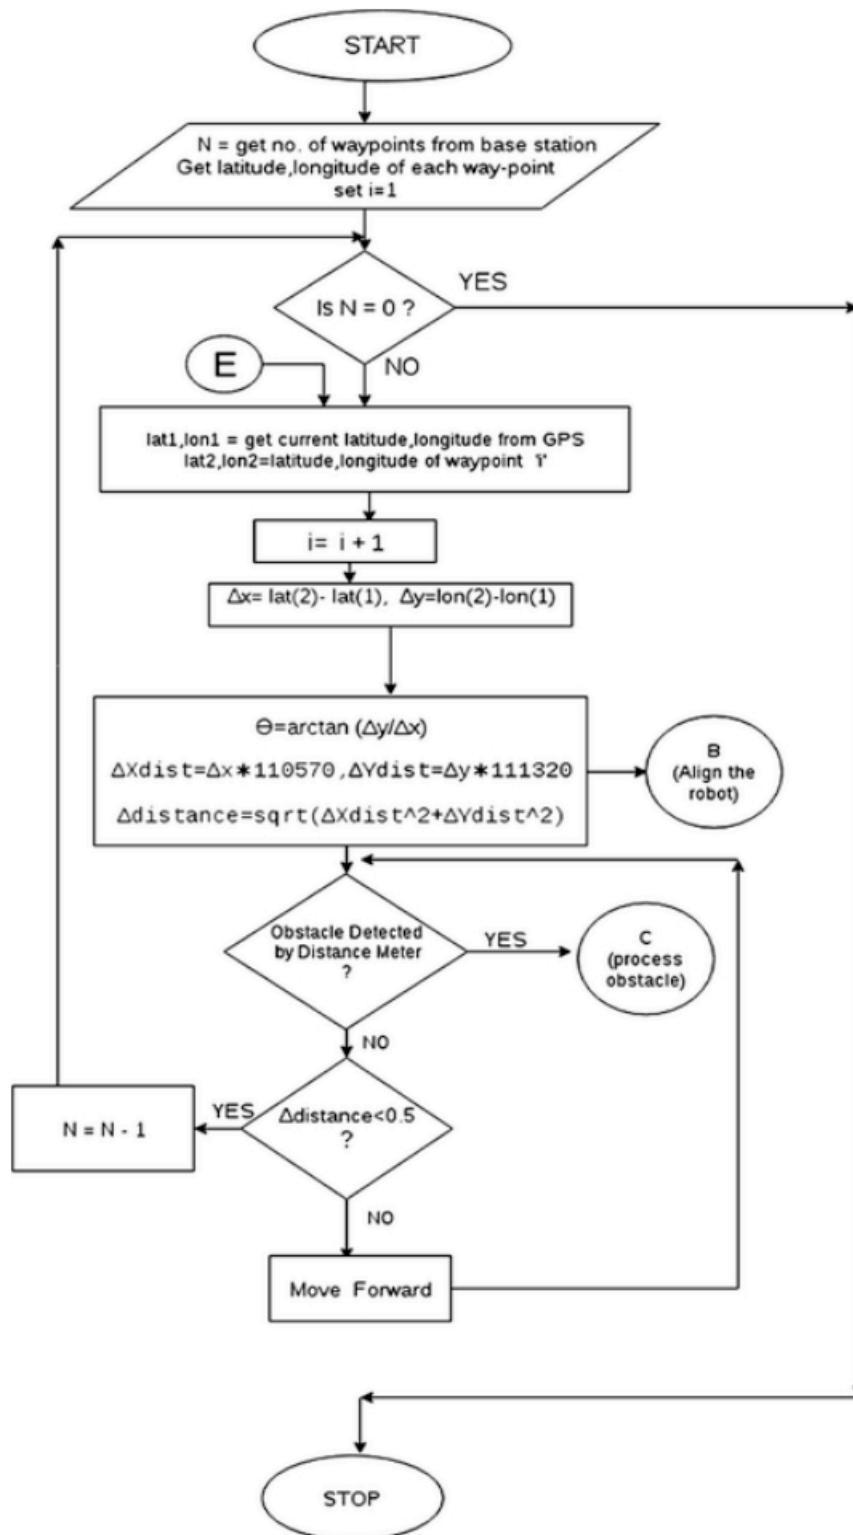 START
N = get no. of waypoints from base station
Get latitude,longitude of each way-point
set i=1
Is N = 0 ?
YES
NO
E
lat1,lon1 = get current latitude,longitude from GPS
lat2,lon2=latitude,longitude of waypoint 'i'
i= i + 1
Δx= lat(2)- lat(1), Δy=lon(2)-lon(1)
Θ=arctan (Δy/Δx)
ΔXdist=Δx*110570,ΔYdist=Δy*111320
Δdistance=sqrt(ΔXdist^2+ΔYdist^2)
B
(Align the
robot)
Obstacle Detected
by Distance Meter
?
YES
C
(process
obstacle)
NO
Δdistance<0.5
?
YES
N = N - 1
NO
Move Forward
STOP